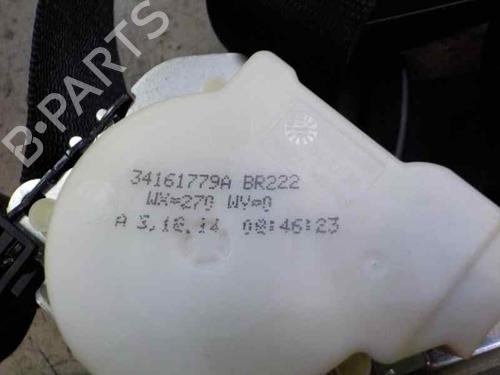 B-PARTS
34161779A BR222
WX=270 WY=0
A 3,10,14 08:46:23